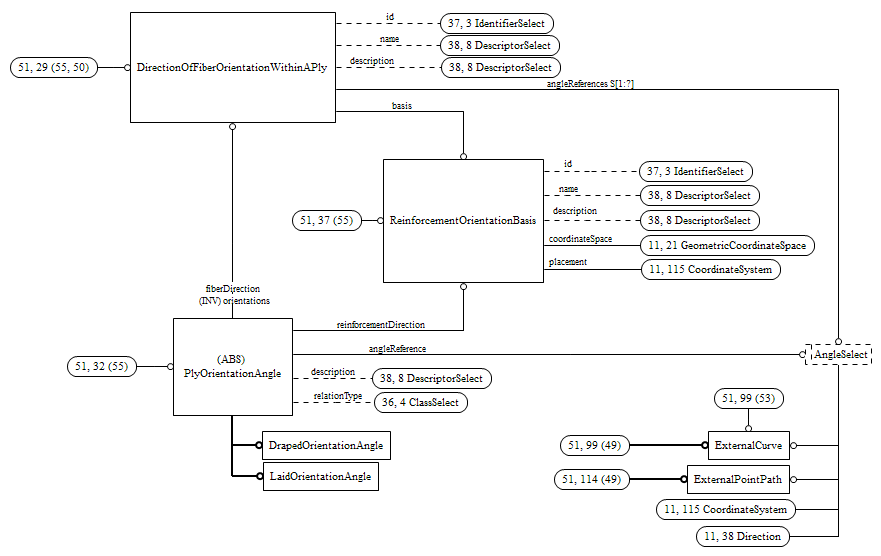 id
37, 3 IdentifierSelect
name
38, 8 DescriptorSelect
description
38, 8 DescriptorSelect
51, 29 (55, 50)
DirectionOfFiberOrientationWithinAPly
angleReferences S[1:?]
basis
id
37, 3 IdentifierSelect
name
38, 8 DescriptorSelect
description
38, 8 DescriptorSelect
51, 37 (55)
ReinforcementOrientationBasis
coordinateSpace
11, 21 GeometricCoordinateSpace
placement
11, 115 CoordinateSystem
fiberDirection
(INV) orientations
reinforcementDirection
angleReference
AngleSelect
51, 32 (55)
(ABS)
PlyOrientationAngle
description
38, 8 DescriptorSelect
relationType
36, 4 ClassSelect
51, 99 (53)
DrapedOrientationAngle
51, 99 (49)
ExternalCurve
LaidOrientationAngle
51, 114 (49)
ExternalPointPath
11, 115 CoordinateSystem
11, 38 Direction